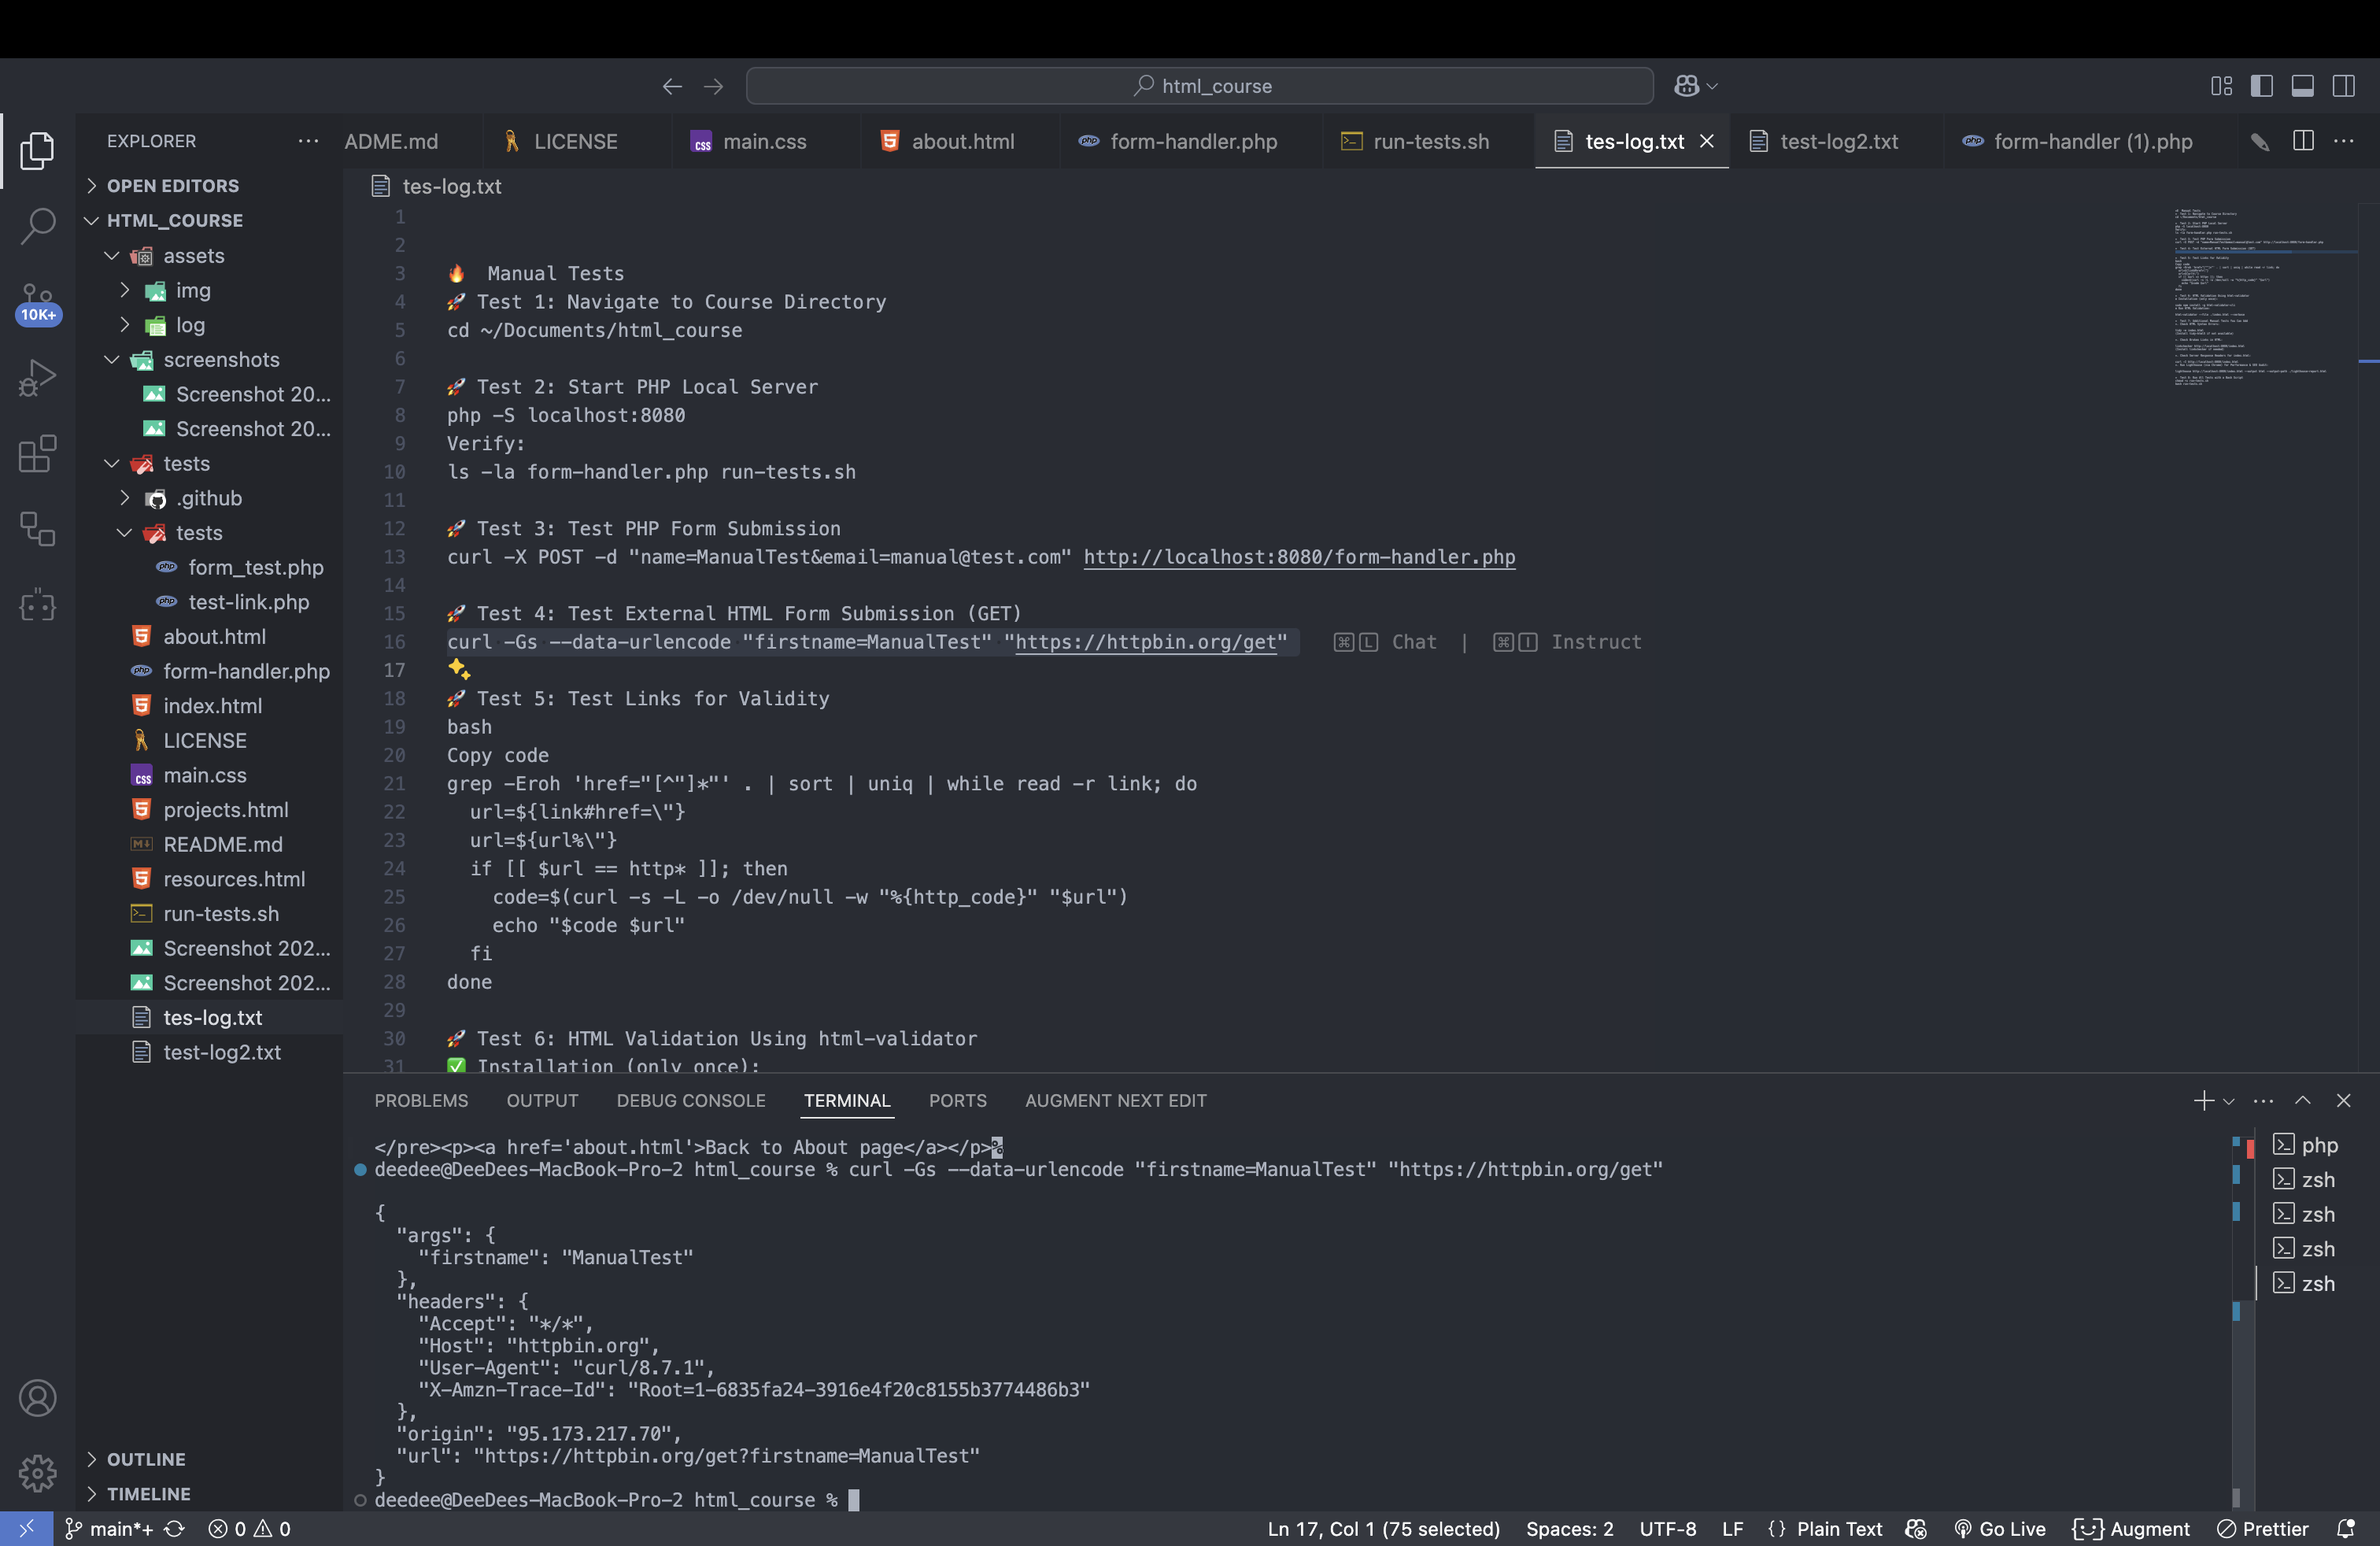 html_course
EXPLORER
ADME.md
LICENSE
main.css
about.html
form-handler.php
run-tests.sh
tes-log.txt
test-log2.txt
form-handler (1).php
OPEN EDITORS
HTML_COURSE
assets
img
log
screenshots
Screenshot 20...
Screenshot 20...
tests
.github
tests
form_test.php
test-link.php
about.html
form-handler.php
index.html
LICENSE
main.css
projects.html
README.md
resources.html
run-tests.sh
Screenshot 202...
Screenshot 202...
tes-log.txt
test-log2.txt
OUTLINE
TIMELINE
10K+
tes-log.txt
1
2
3 🔥  Manual Tests
4 🚀 Test 1: Navigate to Course Directory
5 cd ~/Documents/html_course
6
7 🚀 Test 2: Start PHP Local Server
8 php -S localhost:8080
9 Verify:
10 ls -la form-handler.php run-tests.sh
11
12 🚀 Test 3: Test PHP Form Submission
13 curl -X POST -d "name=ManualTest&email=manual@test.com" http://localhost:8080/form-handler.php
14
15 🚀 Test 4: Test External HTML Form Submission (GET)
16 curl -Gs --data-urlencode "firstname=ManualTest" "https://httpbin.org/get" ⌘L Chat | ⌘I Instruct
17
18 🚀 Test 5: Test Links for Validity
19 bash
20 Copy code
21 grep -Eroh 'href="[^"]*"' . | sort | uniq | while read -r link; do
22   url=${link#href=\"}
23   url=${url%\"}
24   if [[ $url == http* ]]; then
25     code=$(curl -s -L -o /dev/null -w "%{http_code}" "$url")
26     echo "$code $url"
27   fi
28 done
29
30 🚀 Test 6: HTML Validation Using html-validator
31 ✅ Installation (only once):
PROBLEMS OUTPUT DEBUG CONSOLE TERMINAL PORTS AUGMENT NEXT EDIT
</pre><p><a href='about.html'>Back to About page</a></p>%
deedee@DeeDees-MacBook-Pro-2 html_course % curl -Gs --data-urlencode "firstname=ManualTest" "https://httpbin.org/get"
{
  "args": {
    "firstname": "ManualTest"
  },
  "headers": {
    "Accept": "*/*",
    "Host": "httpbin.org",
    "User-Agent": "curl/8.7.1",
    "X-Amzn-Trace-Id": "Root=1-6835fa24-3916e4f20c8155b3774486b3"
  },
  "origin": "95.173.217.70",
  "url": "https://httpbin.org/get?firstname=ManualTest"
}
deedee@DeeDees-MacBook-Pro-2 html_course %
php
zsh
zsh
zsh
zsh
main*+ 0 0 Ln 17, Col 1 (75 selected) Spaces: 2 UTF-8 LF {} Plain Text Go Live Augment Prettier